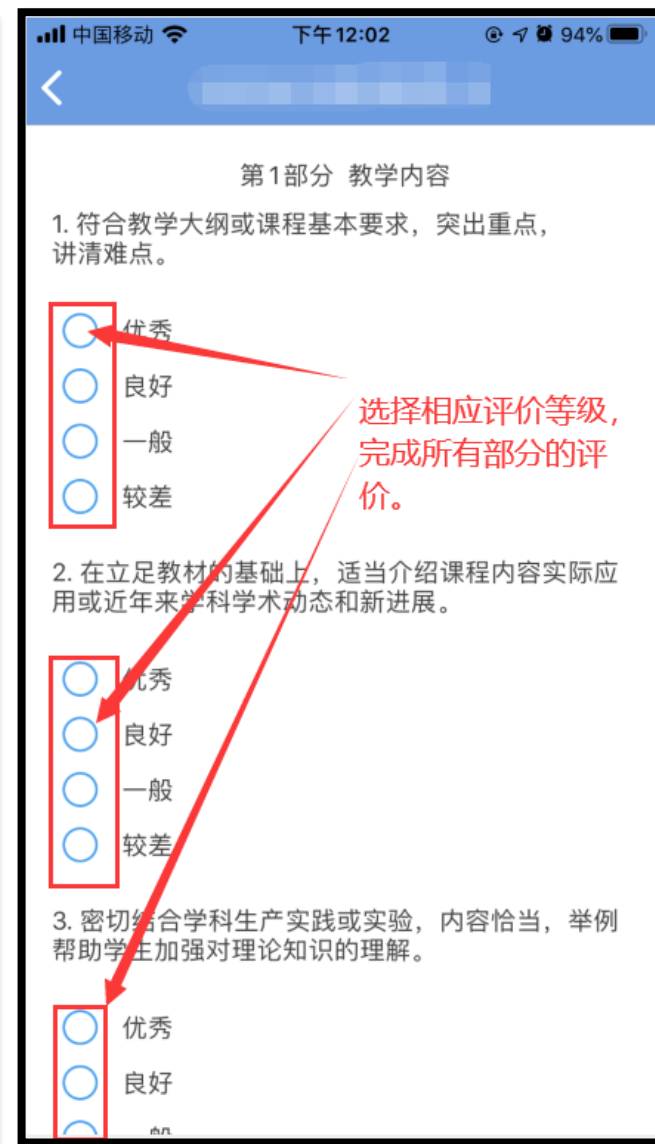 中国移动 下午12:02 94%
第1部分 教学内容
1. 符合教学大纲或课程基本要求，突出重点，
讲清难点。
优秀
良好
一般
较差
选择相应评价等级，
完成所有部分的评
价。
2. 在立足教材的基础上，适当介绍课程内容实际应
用或近年来学科学术动态和新进展。
优秀
良好
一般
较差
3. 密切结合学科生产实践或实验，内容恰当，举例
帮助学生加强对理论知识的理解。
优秀
良好